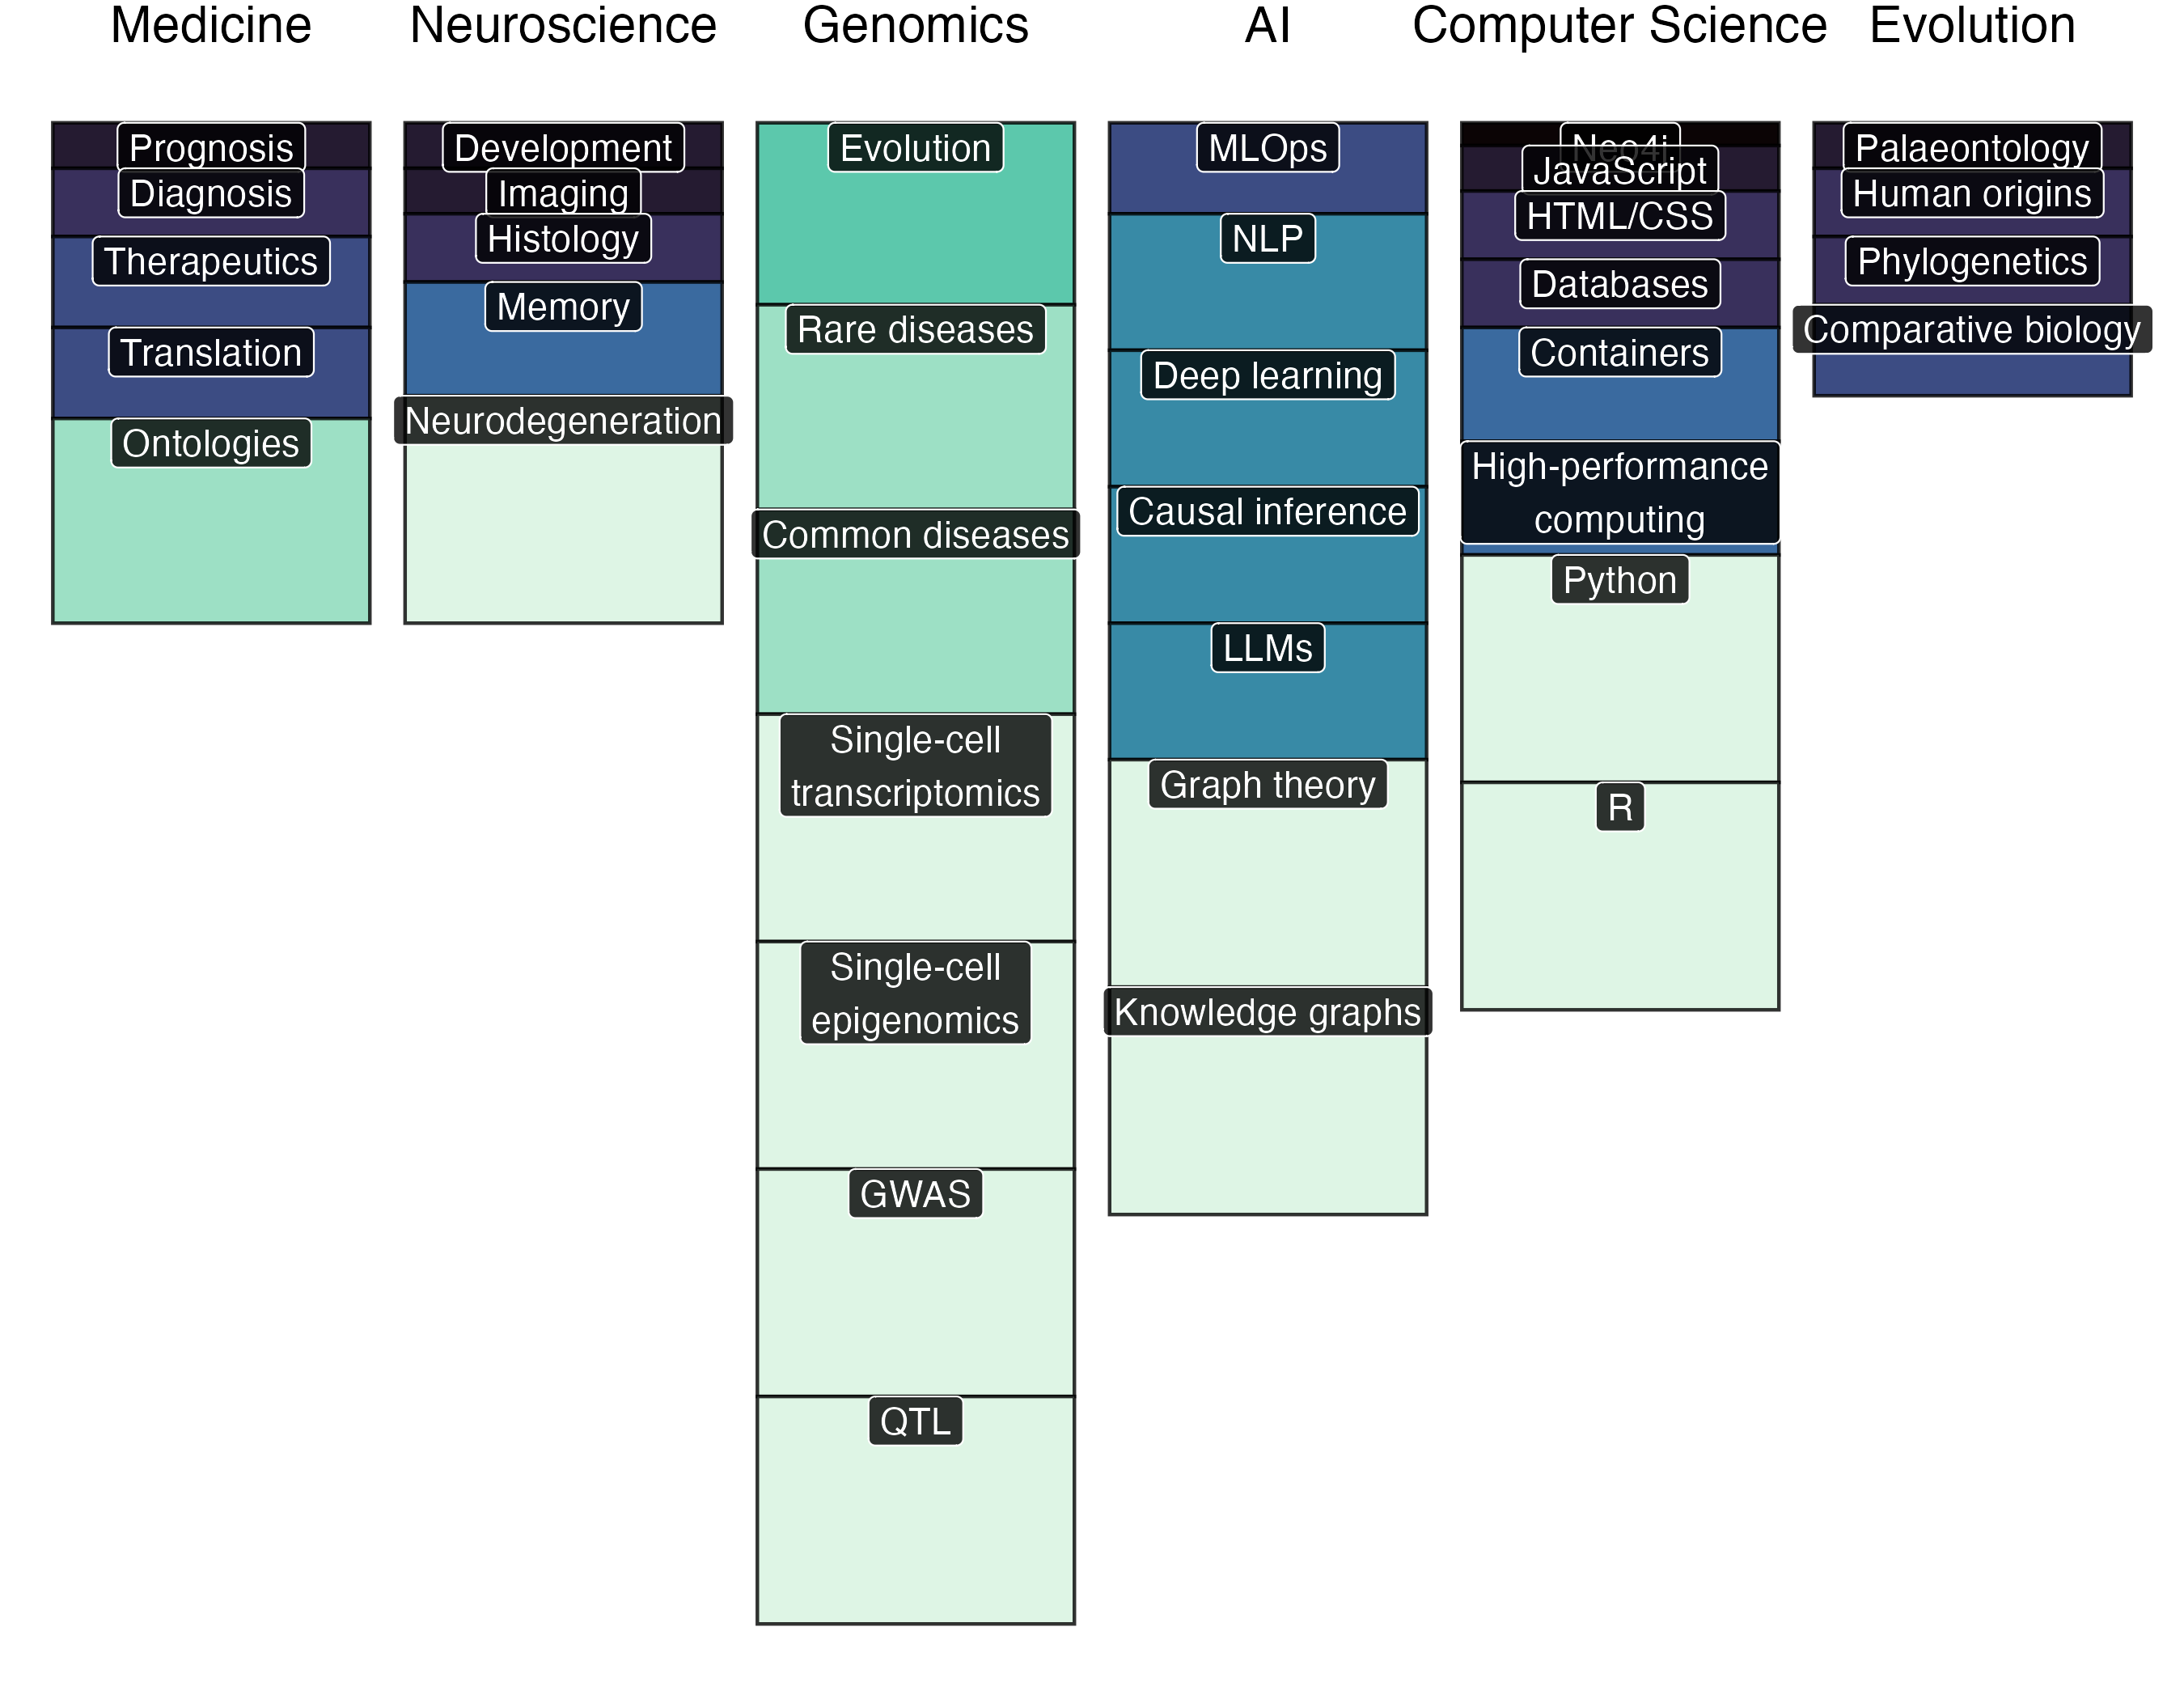 Medicine
Neuroscience
Genomics
AI
Computer Science
Evolution
Prognosis
Diagnosis
Therapeutics
Translation
Ontologies
Development
Imaging
Histology
Memory
Neurodegeneration
Evolution
Rare diseases
Common diseases
Single-cell
transcriptomics
Single-cell
epigenomics
GWAS
QTL
MLOps
NLP
Deep learning
Causal inference
LLMs
Graph theory
Knowledge graphs
Neo4j
JavaScript
HTML/CSS
Databases
Containers
High-performance
computing
Python
R
Palaeontology
Human origins
Phylogenetics
Comparative biology